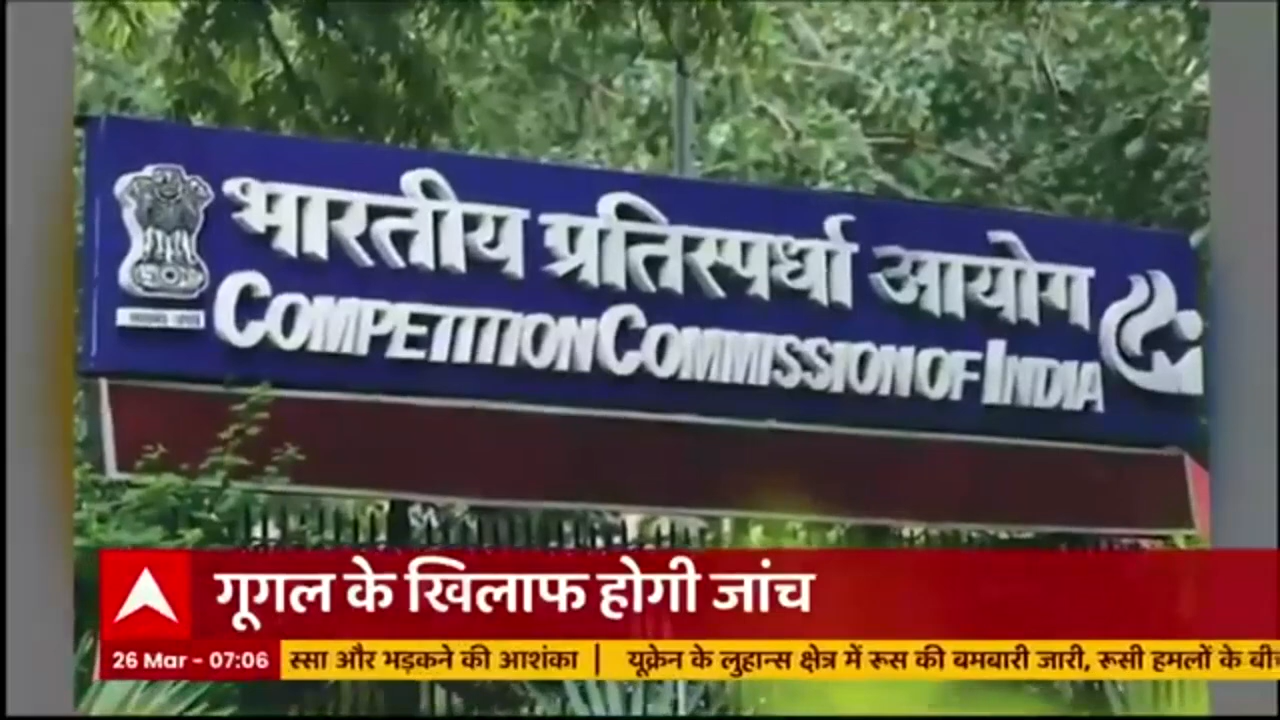 भारतीय प्रतिस्पर्धा आयोग
COMPETITION COMMISSION OF INDIA
गूगल के खिलाफ होगी जांच
26 Mar - 07:06
स्सा और भड़कने की आशंका | यूक्रेन के लुहान्स क्षेत्र में रूस की बमबारी जारी, रूसी हमलों के बीच